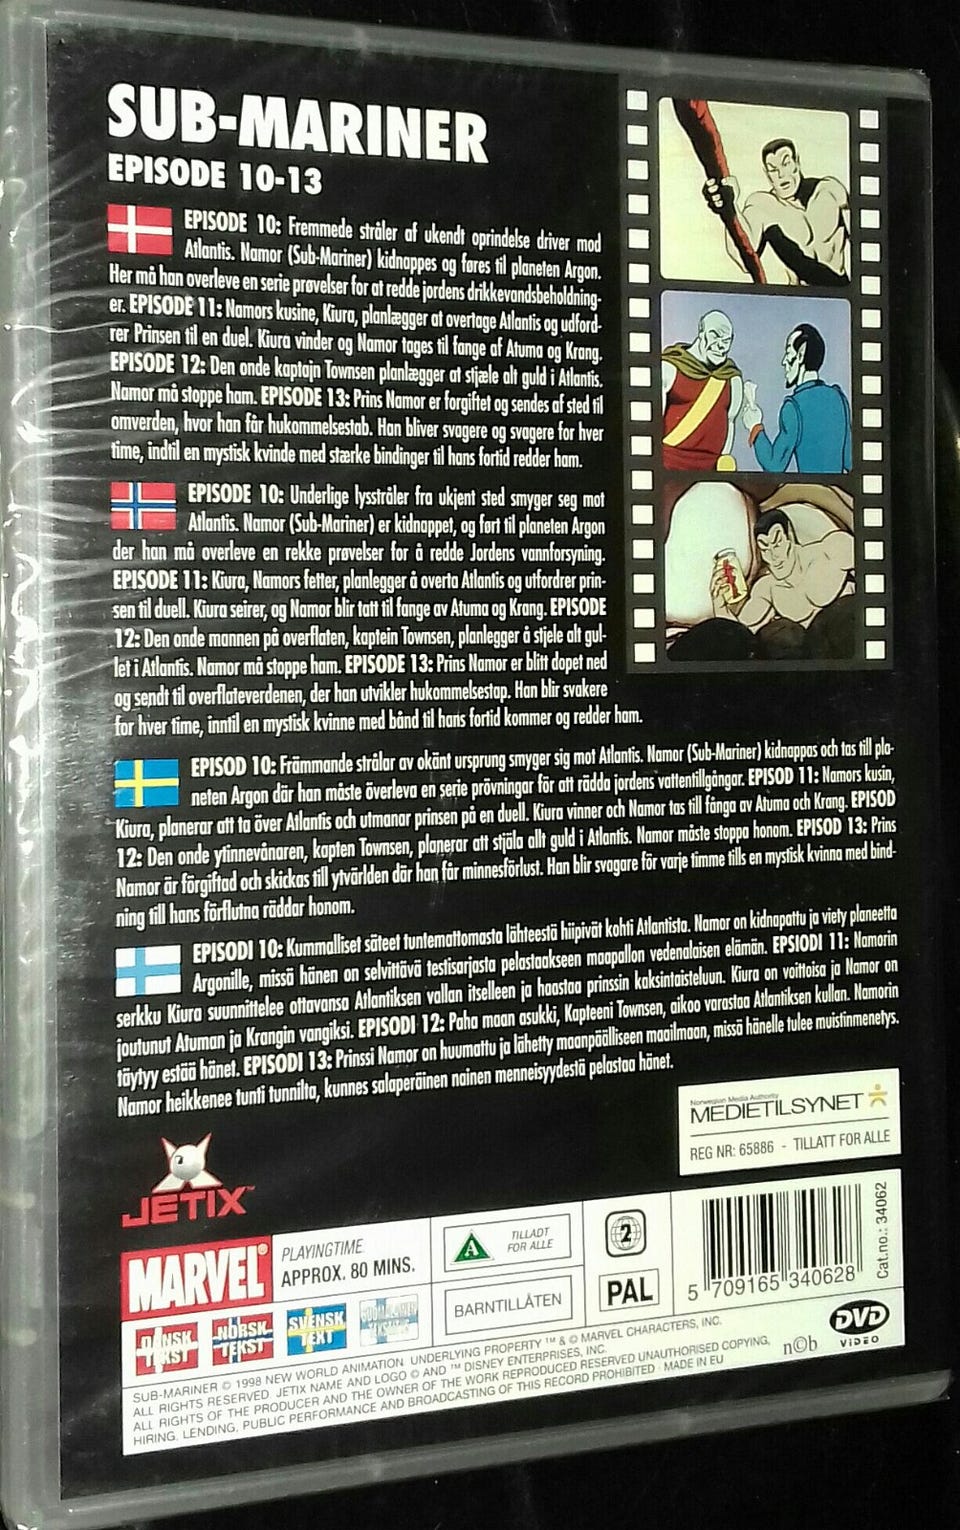 SUB-MARINER
EPISODE 10-13
EPISODE 10: Fremmede stråler af ukendt oprindelse driver mod
Atlantis. Namor (Sub-Mariner) kidnappes og føres til planeten Argon.
Her må han overleve en serie prøvelser for at redde jordens drikkevandsbeholdning-
er. EPISODE 11: Namors kusine, Kiura, planlægger at overtage Atlantis og udford-
rer Prinsen til en duel. Kiura vinder og Namor tages til fange af Atuma og Krang.
EPISODE 12: Den onde kaptajn Townsen planlægger at stjæle alt guld i Atlantis.
Namor må stoppe ham. EPISODE 13: Prins Namor er forgiftet og sendes af sted til
omverden, hvor han får hukommelsestab. Han bliver svagere og svagere for hver
time, indtil en mystisk kvinde med stærke bindinger til hans fortid redder ham.
EPISODE 10: Underlige lysstråler fra ukjent sted smyger seg mot
Atlantis. Namor (Sub-Mariner) er kidnappet, og ført til planeten Argon
der han må overleve en rekke prøvelser for å redde Jordens vannforsyning.
EPISODE 11: Kiura, Namors fetter, planlegger å overta Atlantis og utfordrer prin-
sen til duell. Kiura seirer, og Namor blir tatt til fange av Atuma og Krang. EPISODE
12: Den onde mannen på overflaten, kaptein Townsen, planlegger å stjele alt gul-
let i Atlantis. Namor må stoppe ham. EPISODE 13: Prins Namor er blitt dopet ned
og sendt til overflateverdenen, der han utvikler hukommelsestap. Han blir svakere
for hver time, inntil en mystisk kvinne med bånd til hans fortid kommer og redder ham.
EPISOD 10: Främmande strålar av okänt ursprung smyger sig mot Atlantis. Namor (Sub-Mariner) kidnappas och tas till pla-
neten Argon där han måste överleva en serie prövningar för att rädda jordens vattentillgångar. EPISOD 11: Namors kusin,
Kiura, planerar att ta över Atlantis och utmanar prinsen på en duell. Kiura vinner och Namor tas till fånga av Atuma och Krang. EPISOD
12: Den onde ytinnevånaren, kapten Townsen, planerar att stjäla allt guld i Atlantis. Namor måste stoppa honom. EPISOD 13: Prins
Namor är förgiftad och skickas till ytvärlden där han får minnesförlust. Han blir svagare för varje timme tills en mystisk kvinna med bind-
ning till hans förflutna räddar honom.
EPISODI 10: Kummalliset säteet tuntemattomasta lähteestä hiipivät kohti Atlantista. Namor on kidnapattu ja viety planeetta
Argonille, missä hänen on selvittävä testisarjasta pelastaakseen maapallon vedenalaisen elämän. EPSIODI 11: Namorin
serkku Kiura suunnittelee ottavansa Atlantiksen vallan itselleen ja haastaa prinssin kaksintaisteluun. Kiura on voittoisa ja Namor on
joutunut Atuman ja Krangin vangiksi. EPISODI 12: Paha maan asukki, Kapteeni Townsen, aikoo varastaa Atlantiksen kullan. Namorin
täytyy estää hänet. EPISODI 13: Prinssi Namor on huumattu ja lähetty maanpäälliseen maailmaan, missä hänelle tulee muistinmenetys.
Namor heikkenee tunti tunnilta, kunnes salaperäinen nainen menneisyydestä pelastaa hänet.
Norwegian Media Authority
MEDIETILSYNET
REG NR: 65886 - TILLATT FOR ALLE
JETIX™
MARVEL®
PLAYINGTIME
APPROX. 80 MINS.
A
TILLADT
FOR ALLE
BARNTILLÅTEN
2
PAL
5 709165 340628
Cat.no.: 34062
DANSK
TEKST
NORSK
TEKST
SVENSK
TEXT
DVD
VIDEO
n©b
SUB-MARINER © 1998 NEW WORLD ANIMATION. UNDERLYING PROPERTY ™ & © MARVEL CHARACTERS, INC.
ALL RIGHTS RESERVED. JETIX NAME AND LOGO © AND ™ DISNEY ENTERPRISES, INC.
ALL RIGHTS OF THE PRODUCER AND THE OWNER OF THE WORK REPRODUCED RESERVED UNAUTHORISED COPYING,
HIRING, LENDING, PUBLIC PERFORMANCE AND BROADCASTING OF THIS RECORD PROHIBITED · MADE IN EU